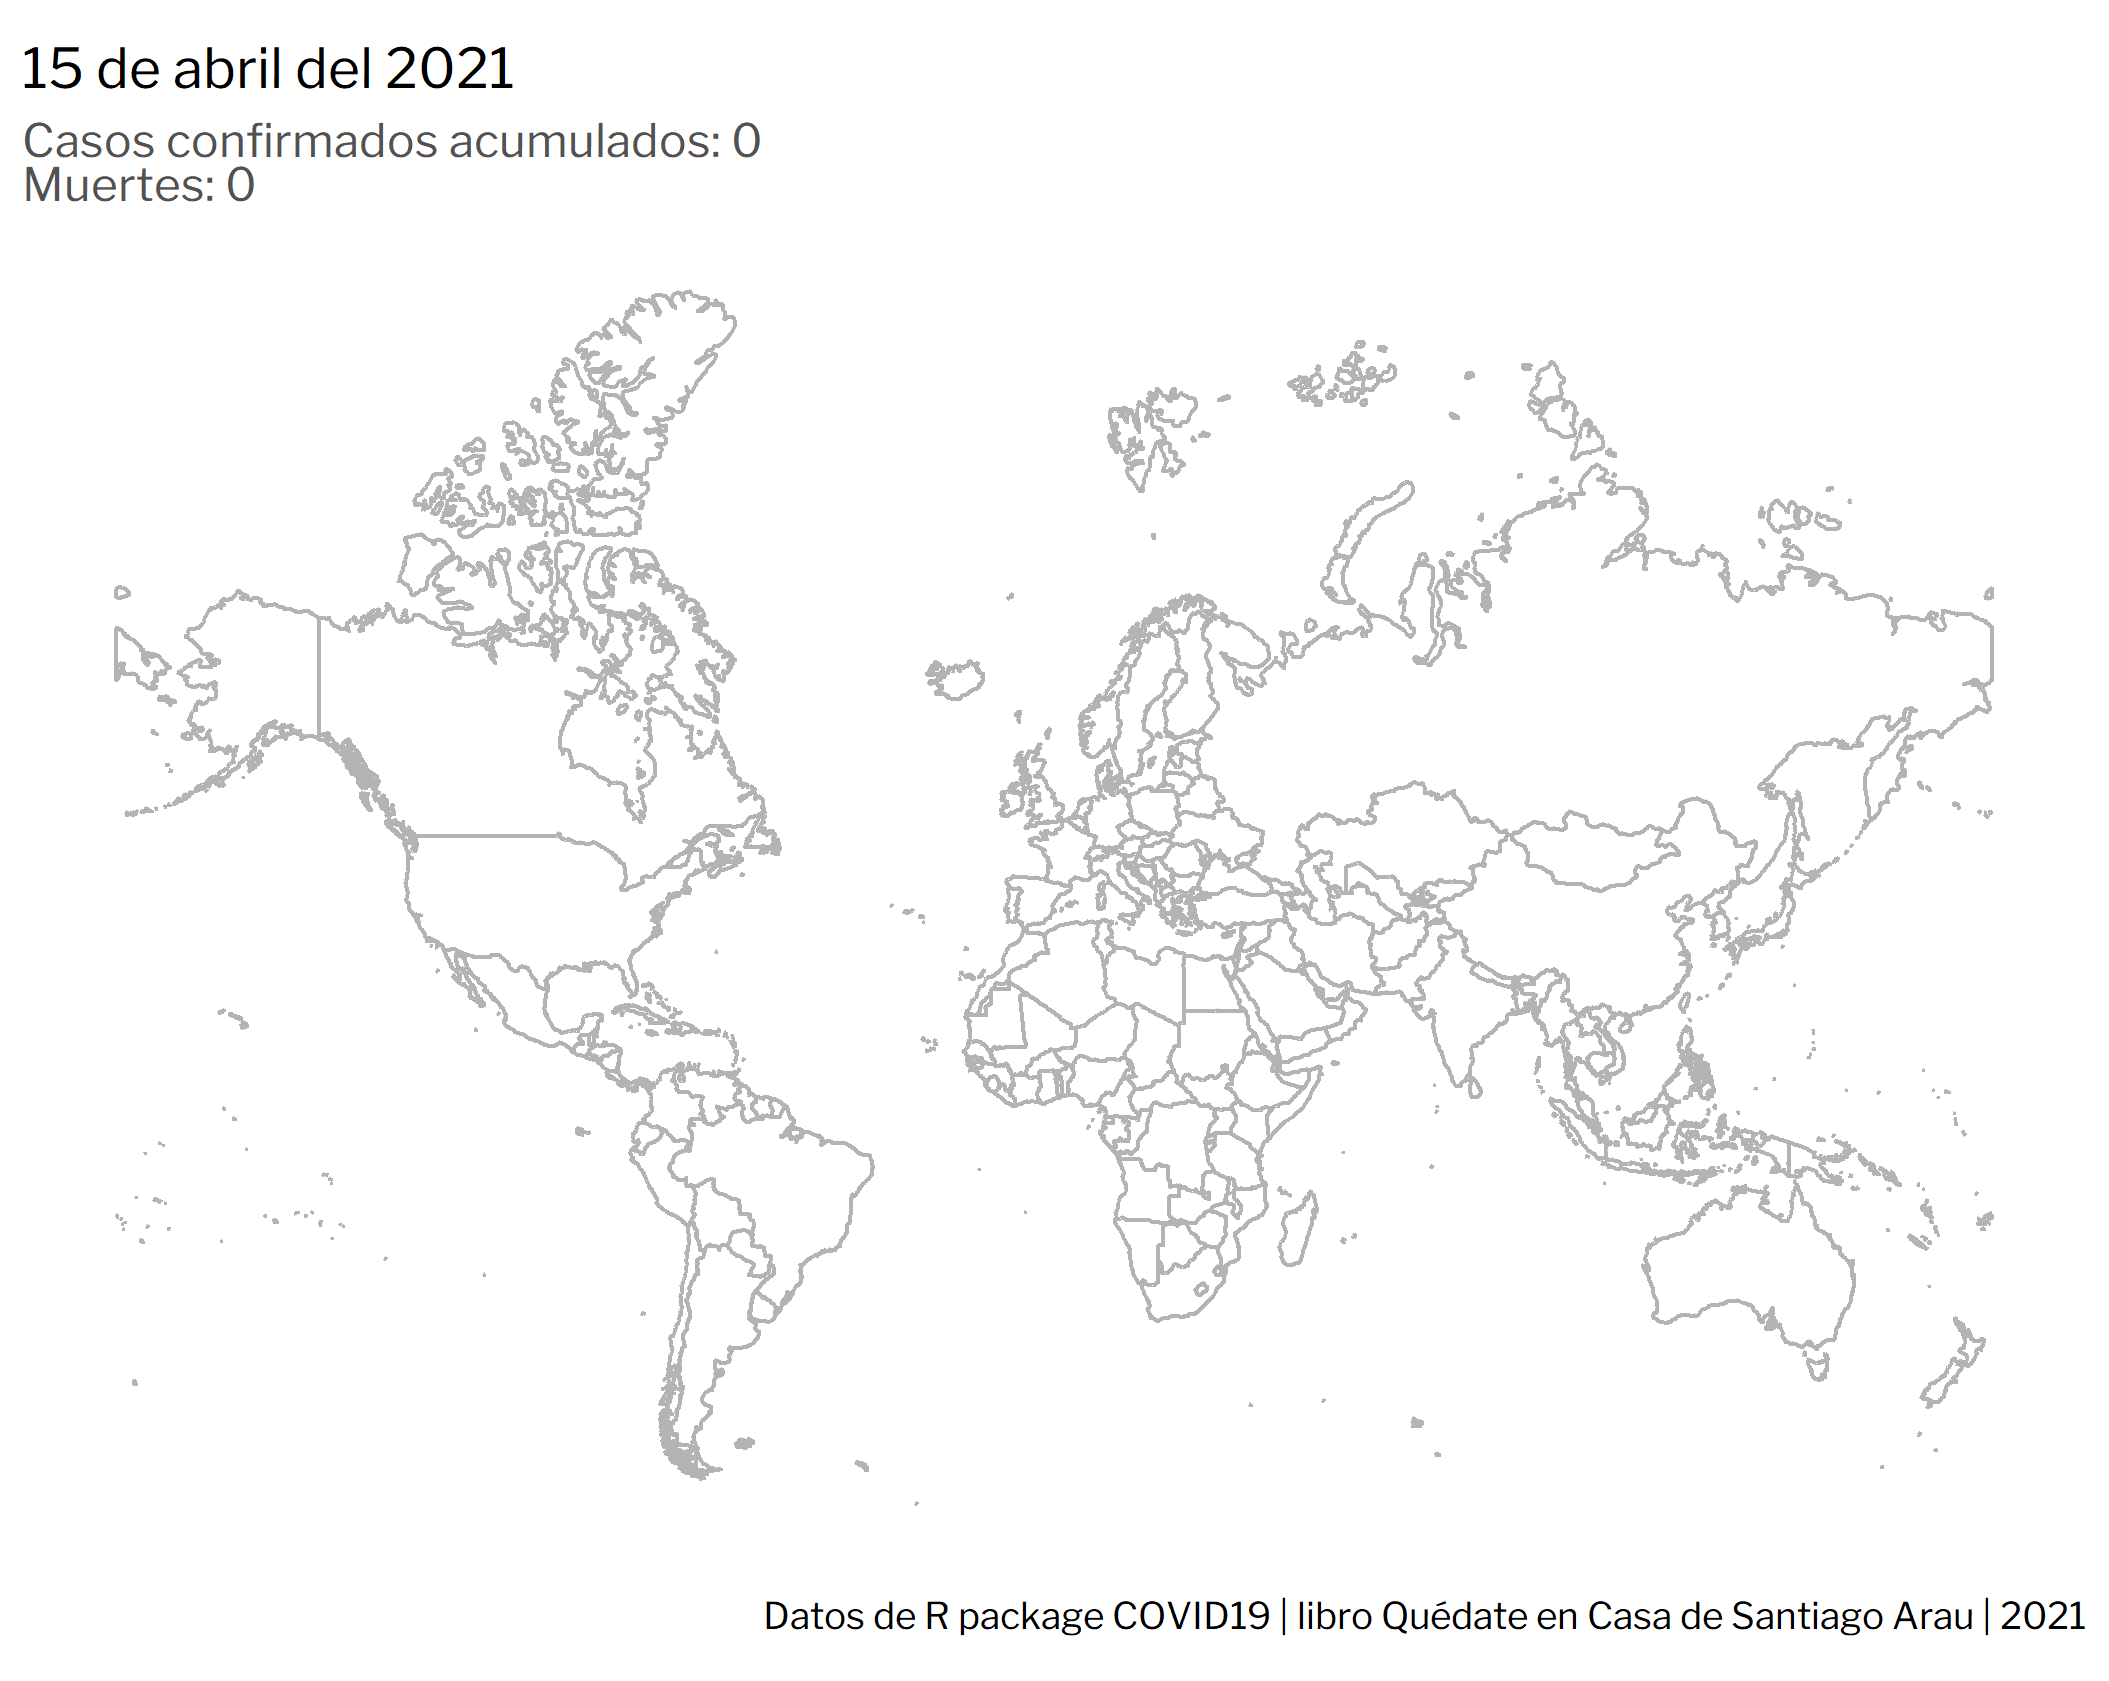 15 de abril del 2021
Casos confirmados acumulados: 0
Muertes: 0
Datos de R package COVID19 | libro Quédate en Casa de Santiago Arau | 2021